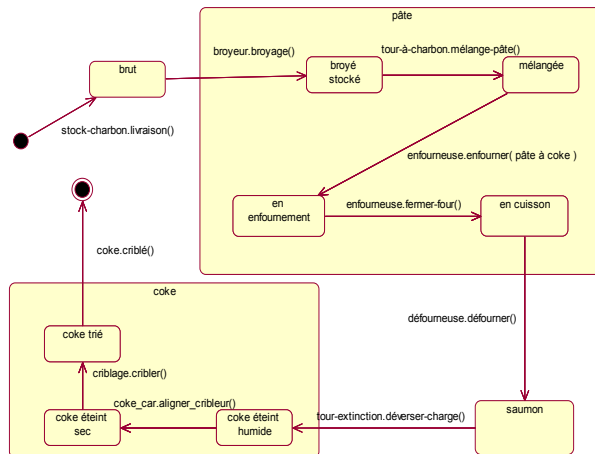 pâte
broyeur.broyage()
tour-à-charbon.mélange-pâte()
brut
broyé
stocké
mélangée
stock-charbon.livraison()
enfourneuse.enfourner( pâte à coke )
en
enfournement
enfourneuse.fermer-four()
en cuisson
coke.criblé()
coke
défourneuse.défourner()
coke trié
criblage.cribler()
coke_car.aligner_cribleur()
coke éteint
sec
coke éteint
humide
tour-extinction.déverser-charge()
saumon